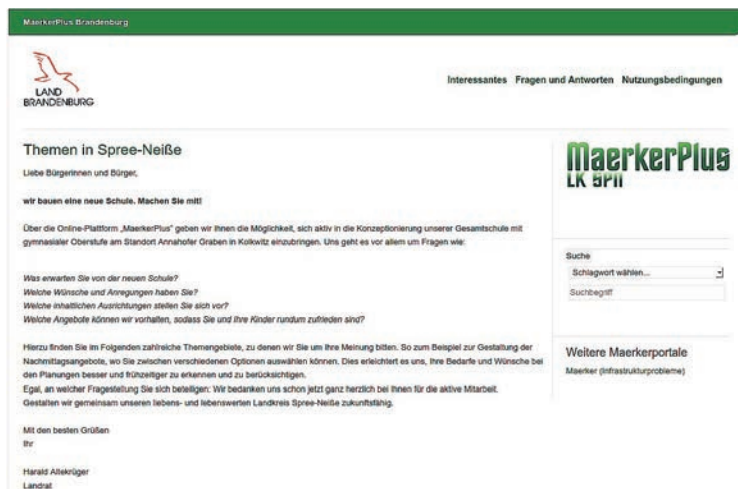 MaerkerPlus Brandenburg
LAND
BRANDENBURG
Interessantes Fragen und Antworten Nutzungsbedingungen
Themen in Spree-Neiße
Liebe Bürgerinnen und Bürger,
wir bauen eine neue Schule. Machen Sie mit!
Über die Online-Plattform „MaerkerPlus" geben wir Ihnen die Möglichkeit, sich aktiv in die Konzeptionierung unserer Gesamtschule mit
gymnasialer Oberstufe am Standort Annahofer Graben in Kolkwitz einzubringen. Uns geht es vor allem um Fragen wie:
Was erwarten Sie von der neuen Schule?
Welche Wünsche und Anregungen haben Sie?
Welche inhaltlichen Ausrichtungen stellen Sie sich vor?
Welche Angebote können wir vorhalten, sodass Sie und Ihre Kinder rundum zufrieden sind?
Hierzu finden Sie im Folgenden zahlreiche Themengebiete, zu denen wir Sie um Ihre Meinung bitten. So zum Beispiel zur Gestaltung der
Nachmittagsangebote, wo Sie zwischen verschiedenen Optionen auswählen können. Dies erleichtert es uns, Ihre Bedarfe und Wünsche bei
den Planungen besser und frühzeitiger zu erkennen und zu berücksichtigen.
Egal, an welcher Fragestellung Sie sich beteiligen: Wir bedanken uns schon jetzt ganz herzlich bei Ihnen für die aktive Mitarbeit.
Gestalten wir gemeinsam unseren liebens- und lebenswerten Landkreis Spree-Neiße zukunftsfähig.
Mit den besten Grüßen
Ihr
Harald Altekrüger
Landrat
MaerkerPlus
LK SPN
Suche
Schlagwort wählen...
Suchbegriff
Weitere Maerkerportale
Maerker (Infrastrukturprobleme)